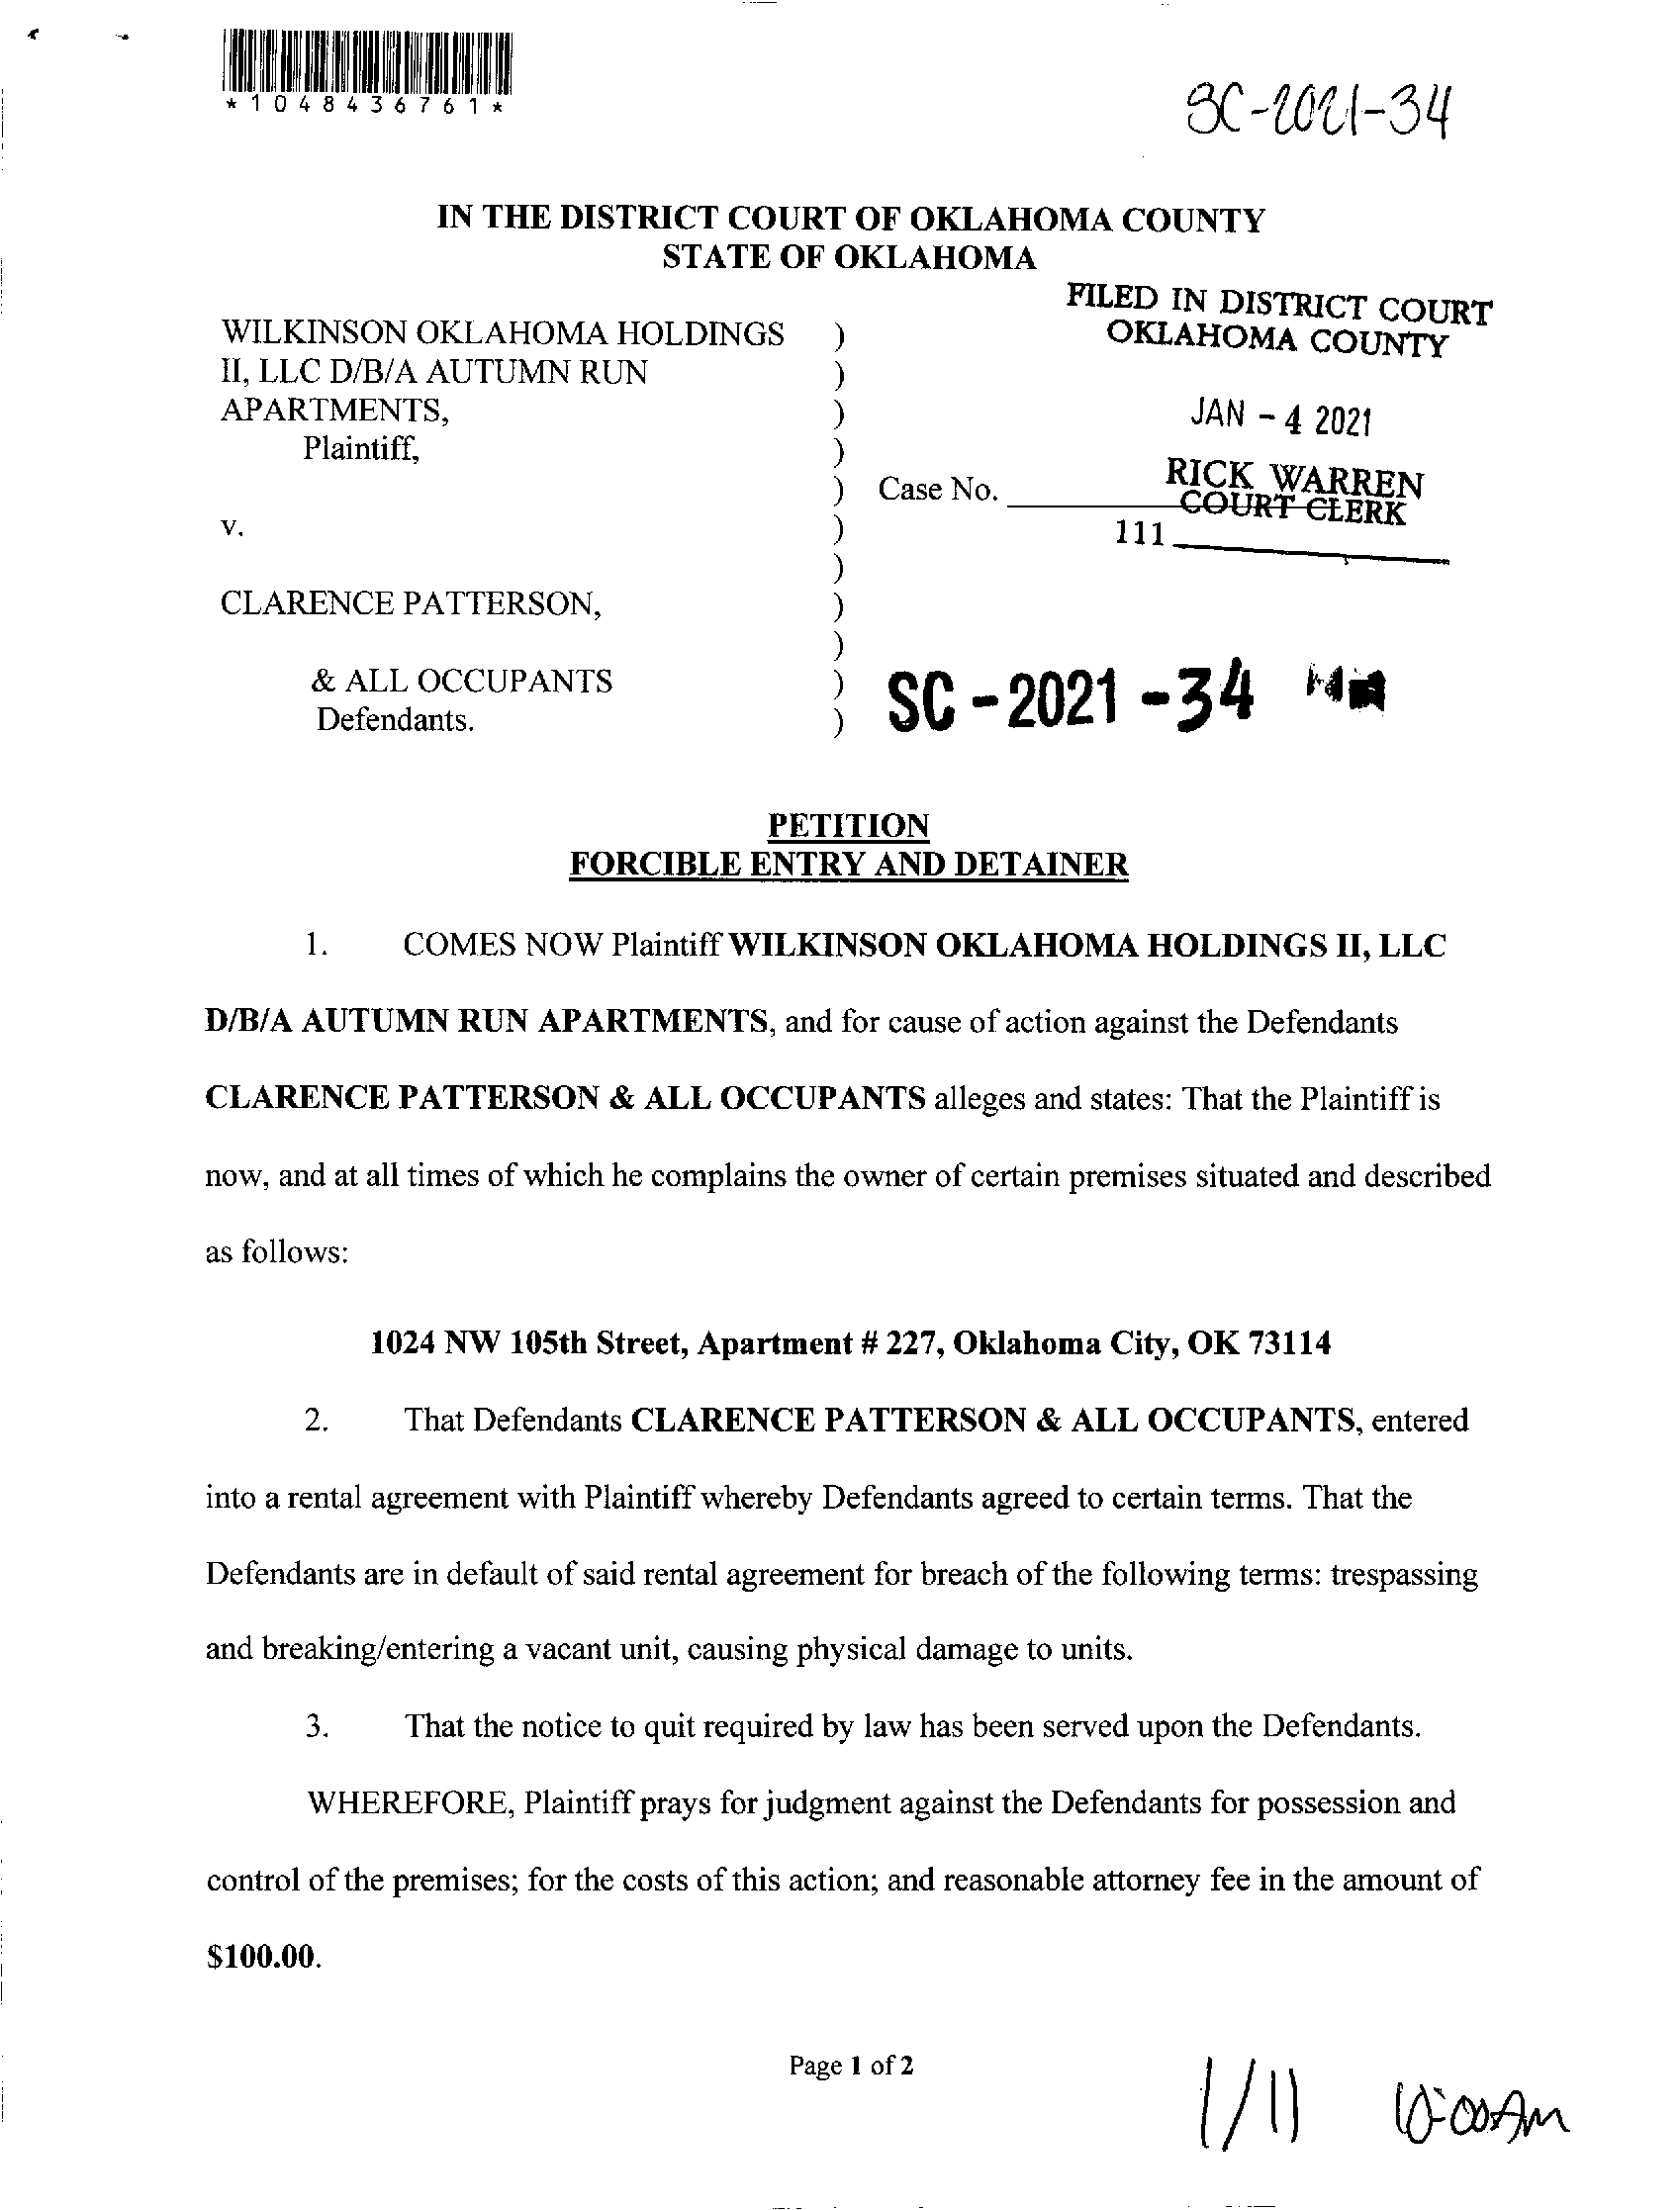 *1048436761*
SC-2021-34
IN THE DISTRICT COURT OF OKLAHOMA COUNTY
STATE OF OKLAHOMA
FILED IN DISTRICT COURT
OKLAHOMA COUNTY
JAN - 4 2021
RICK WARREN
COURT CLERK
111
WILKINSON OKLAHOMA HOLDINGS )
II, LLC D/B/A AUTUMN RUN )
APARTMENTS, )
Plaintiff, )
) Case No.
v. )
)
CLARENCE PATTERSON, )
)
& ALL OCCUPANTS )
Defendants. )
SC - 2021 - 34
PETITION
FORCIBLE ENTRY AND DETAINER
1. COMES NOW Plaintiff WILKINSON OKLAHOMA HOLDINGS II, LLC
D/B/A AUTUMN RUN APARTMENTS, and for cause of action against the Defendants
CLARENCE PATTERSON & ALL OCCUPANTS alleges and states: That the Plaintiff is
now, and at all times of which he complains the owner of certain premises situated and described
as follows:
1024 NW 105th Street, Apartment # 227, Oklahoma City, OK 73114
2. That Defendants CLARENCE PATTERSON & ALL OCCUPANTS, entered
into a rental agreement with Plaintiff whereby Defendants agreed to certain terms. That the
Defendants are in default of said rental agreement for breach of the following terms: trespassing
and breaking/entering a vacant unit, causing physical damage to units.
3. That the notice to quit required by law has been served upon the Defendants.
WHEREFORE, Plaintiff prays for judgment against the Defendants for possession and
control of the premises; for the costs of this action; and reasonable attorney fee in the amount of
$100.00.
Page 1 of 2
1/11 10:00Am